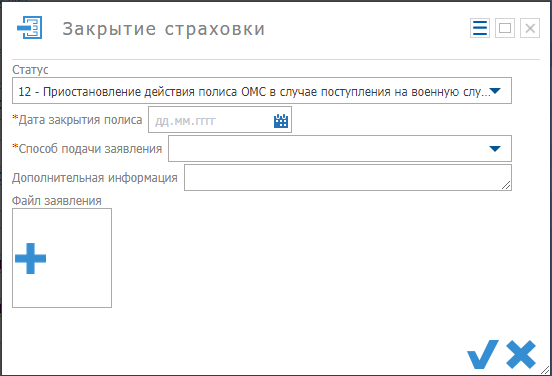 Закрытие страховки
Статус
12 - Приостановление действия полиса ОМС в случае поступления на военную слу...
*Дата закрытия полиса дд.мм.гггг
*Способ подачи заявления
Дополнительная информация
Файл заявления